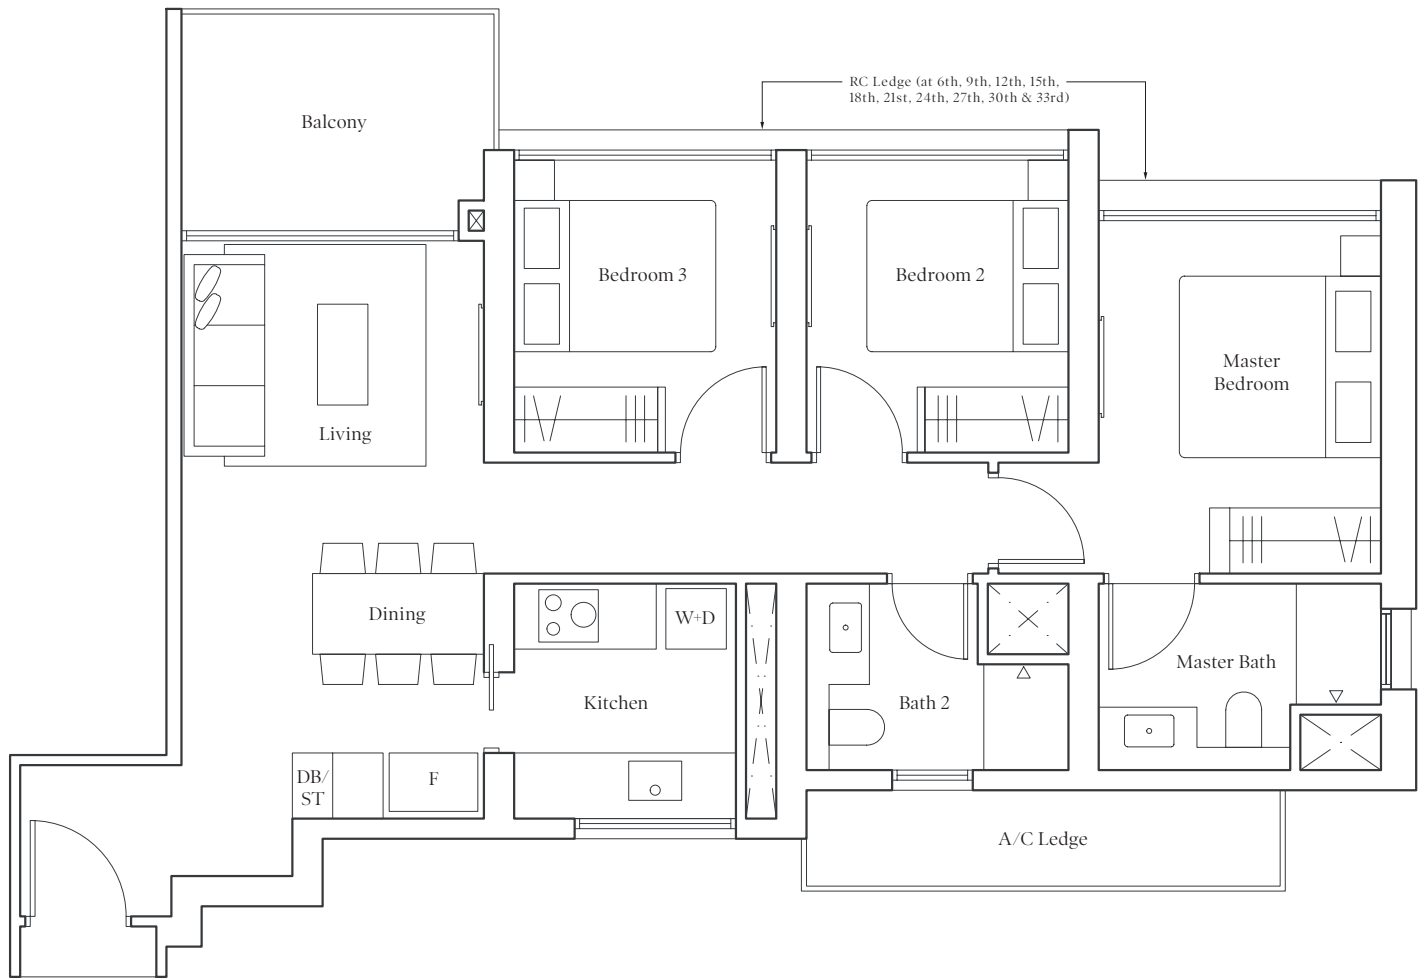 RC Ledge (at 6th, 9th, 12th, 15th,
18th, 21st, 24th, 27th, 30th & 33rd)
Balcony
Bedroom 3
Bedroom 2
Master
Bedroom
Living
Dining
W+D
Kitchen
Bath 2
Master Bath
DB/
ST
F
A/C Ledge